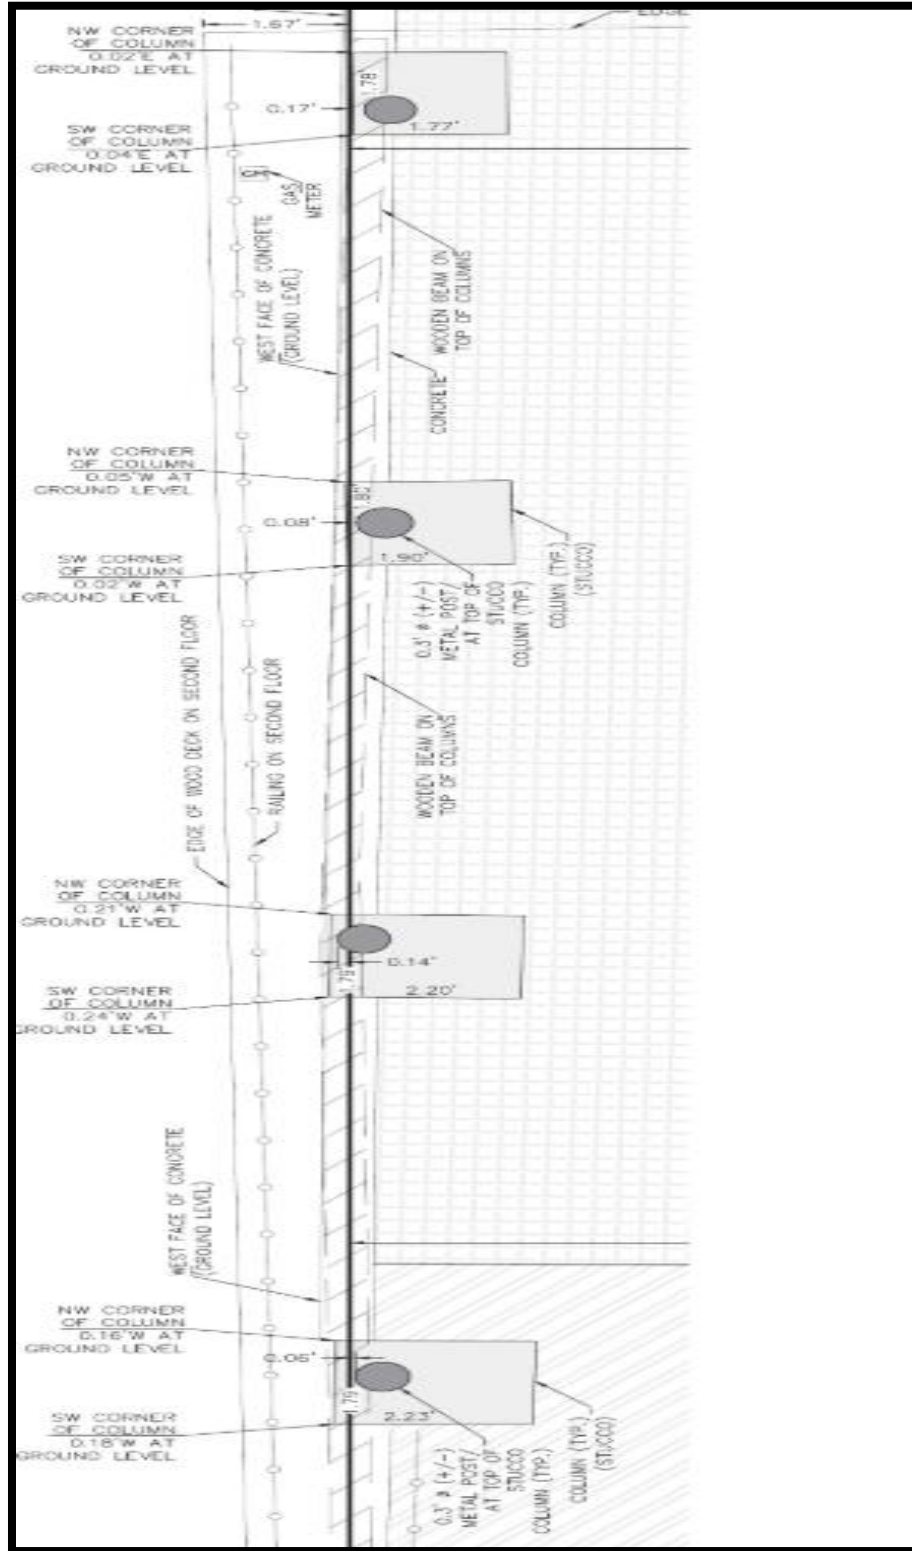 1.67'
EDGE
NW CORNER
OF COLUMN
0.02'E AT
GROUND LEVEL
1.78'
0.17'
1.77'
SW CORNER
OF COLUMN
0.04'E AT
GROUND LEVEL
GAS
METER
WEST FACE OF CONCRETE
(GROUND LEVEL)
WOODEN BEAM ON
TOP OF COLUMNS
CONCRETE
NW CORNER
OF COLUMN
0.05'W AT
GROUND LEVEL
0.08'
1.90'
SW CORNER
OF COLUMN
0.02'W AT
GROUND LEVEL
0.3' ø (+/-)
METAL POST/
AT TOP OF
STUCCO
COLUMN (TYP.)
COLUMN (TYP.)
(STUCCO)
EDGE OF WOOD DECK ON SECOND FLOOR
RAILING ON SECOND FLOOR
WOODEN BEAM ON
TOP OF COLUMNS
NW CORNER
OF COLUMN
0.21'W AT
GROUND LEVEL
0.14'
1.79'
2.20'
SW CORNER
OF COLUMN
0.24'W AT
GROUND LEVEL
WEST FACE OF CONCRETE
(GROUND LEVEL)
NW CORNER
OF COLUMN
0.16'W AT
GROUND LEVEL
0.06'
1.79'
2.23'
SW CORNER
OF COLUMN
0.18'W AT
GROUND LEVEL
0.3' ø (+/-)
METAL POST/
AT TOP OF
STUCCO
COLUMN (TYP.)
COLUMN (TYP.)
(STUCCO)